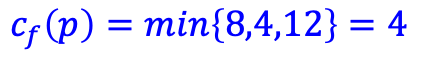 c_f(p) = min{8,4,12} = 4